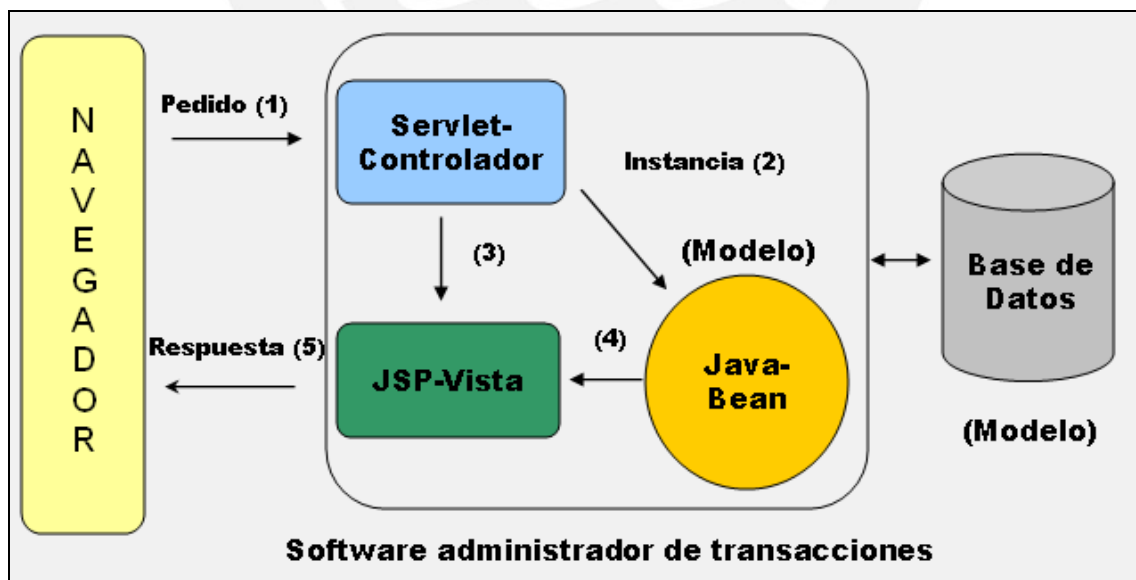 NAVEGADOR
Pedido (1)
Servlet-
Controlador
Instancia (2)
(3)
(Modelo)
Base de
Datos
Respuesta (5)
JSP-Vista
(4)
Java-
Bean
(Modelo)
Software administrador de transacciones